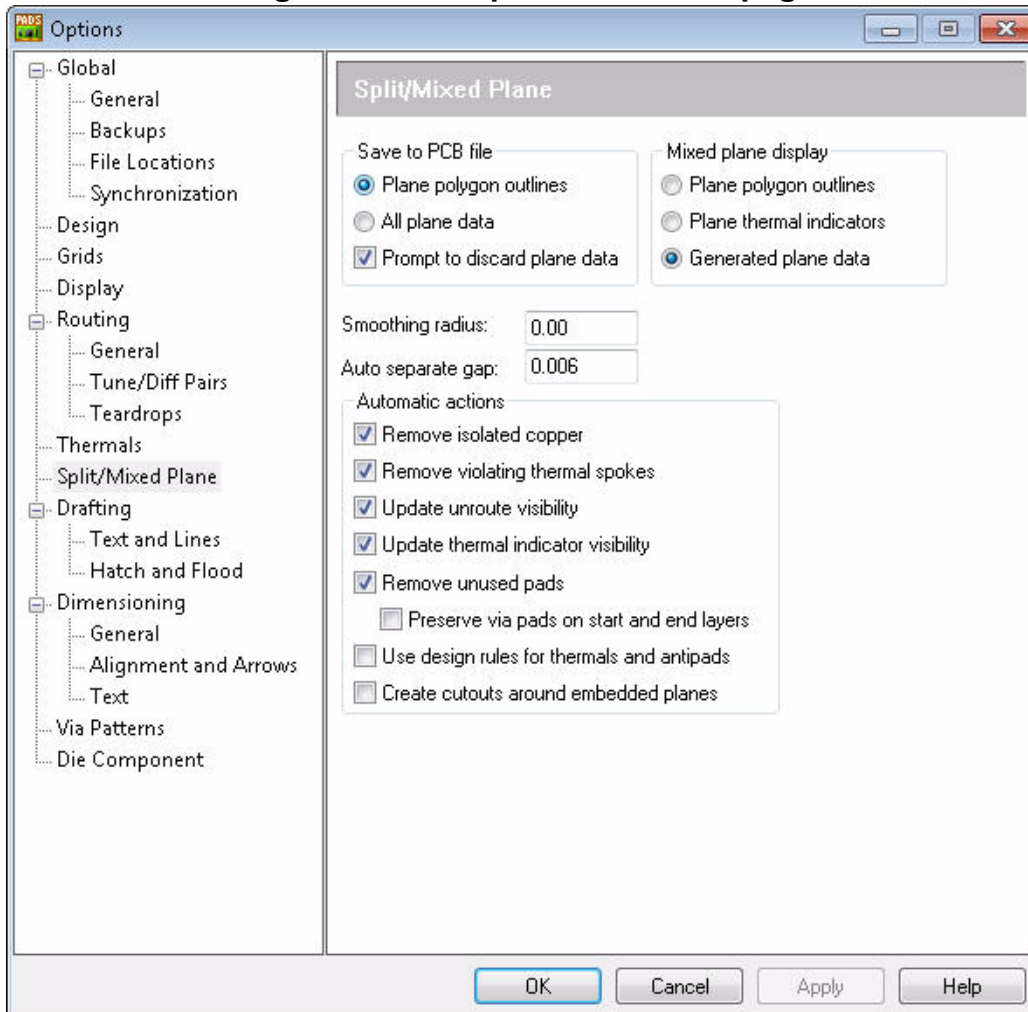 PADS
Options
Global
General
Backups
File Locations
Synchronization
Design
Grids
Display
Routing
General
Tune/Diff Pairs
Teardrops
Thermals
Split/Mixed Plane
Drafting
Text and Lines
Hatch and Flood
Dimensioning
General
Alignment and Arrows
Text
Via Patterns
Die Component
Split/Mixed Plane
Save to PCB file
Plane polygon outlines
All plane data
Prompt to discard plane data
Mixed plane display
Plane polygon outlines
Plane thermal indicators
Generated plane data
Smoothing radius: 0.00
Auto separate gap: 0.006
Automatic actions
Remove isolated copper
Remove violating thermal spokes
Update unroute visibility
Update thermal indicator visibility
Remove unused pads
Preserve via pads on start and end layers
Use design rules for thermals and antipads
Create cutouts around embedded planes
OK Cancel Apply Help